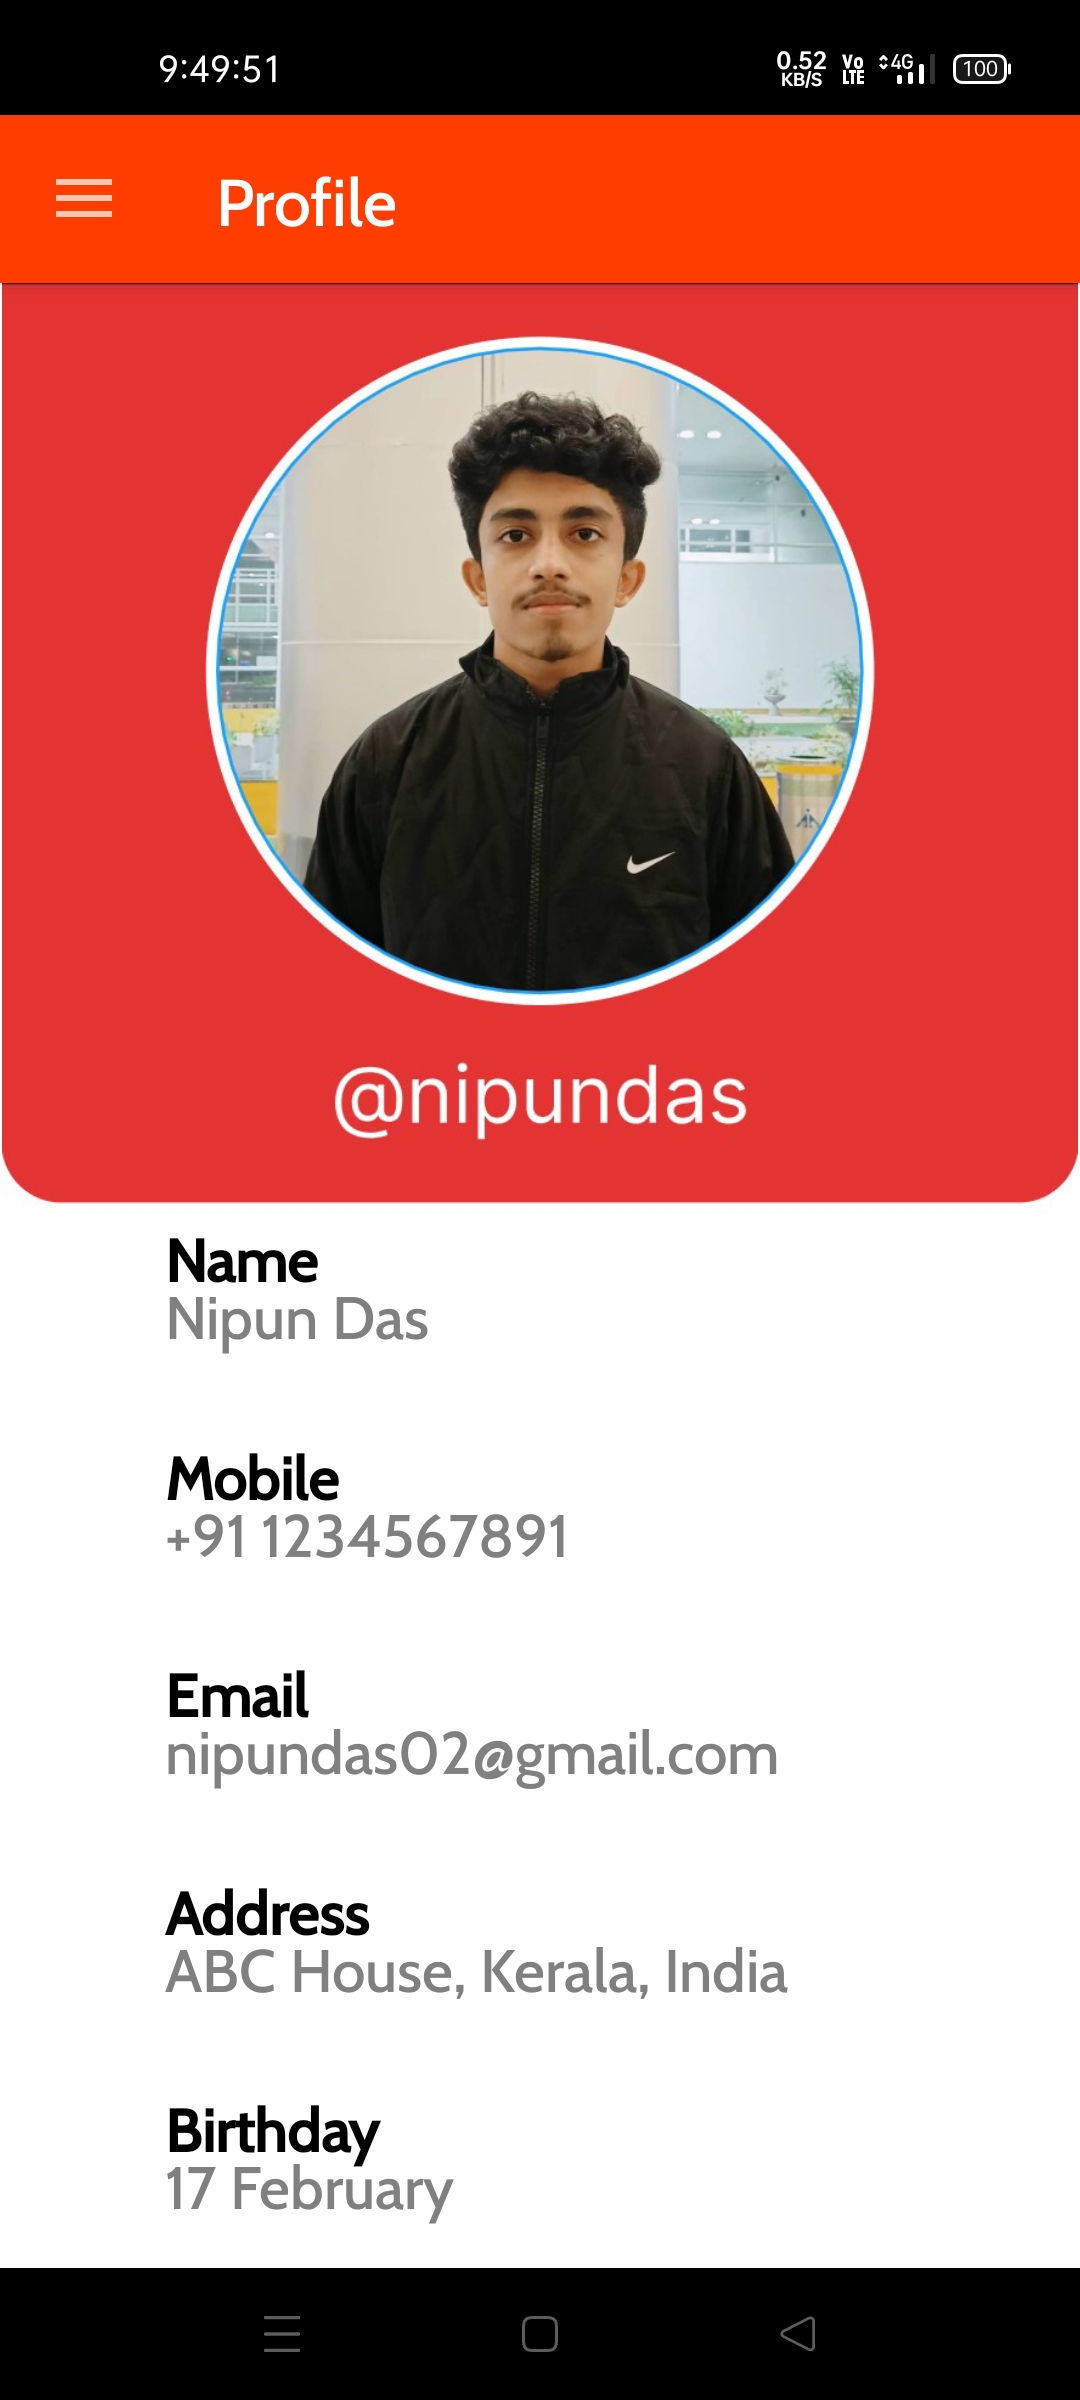 9:49:51
0.52
KB/S
Vo
LTE
4G
100
Profile
@nipundas
Name
Nipun Das
Mobile
+91 1234567891
Email
nipundas02@gmail.com
Address
ABC House, Kerala, India
Birthday
17 February